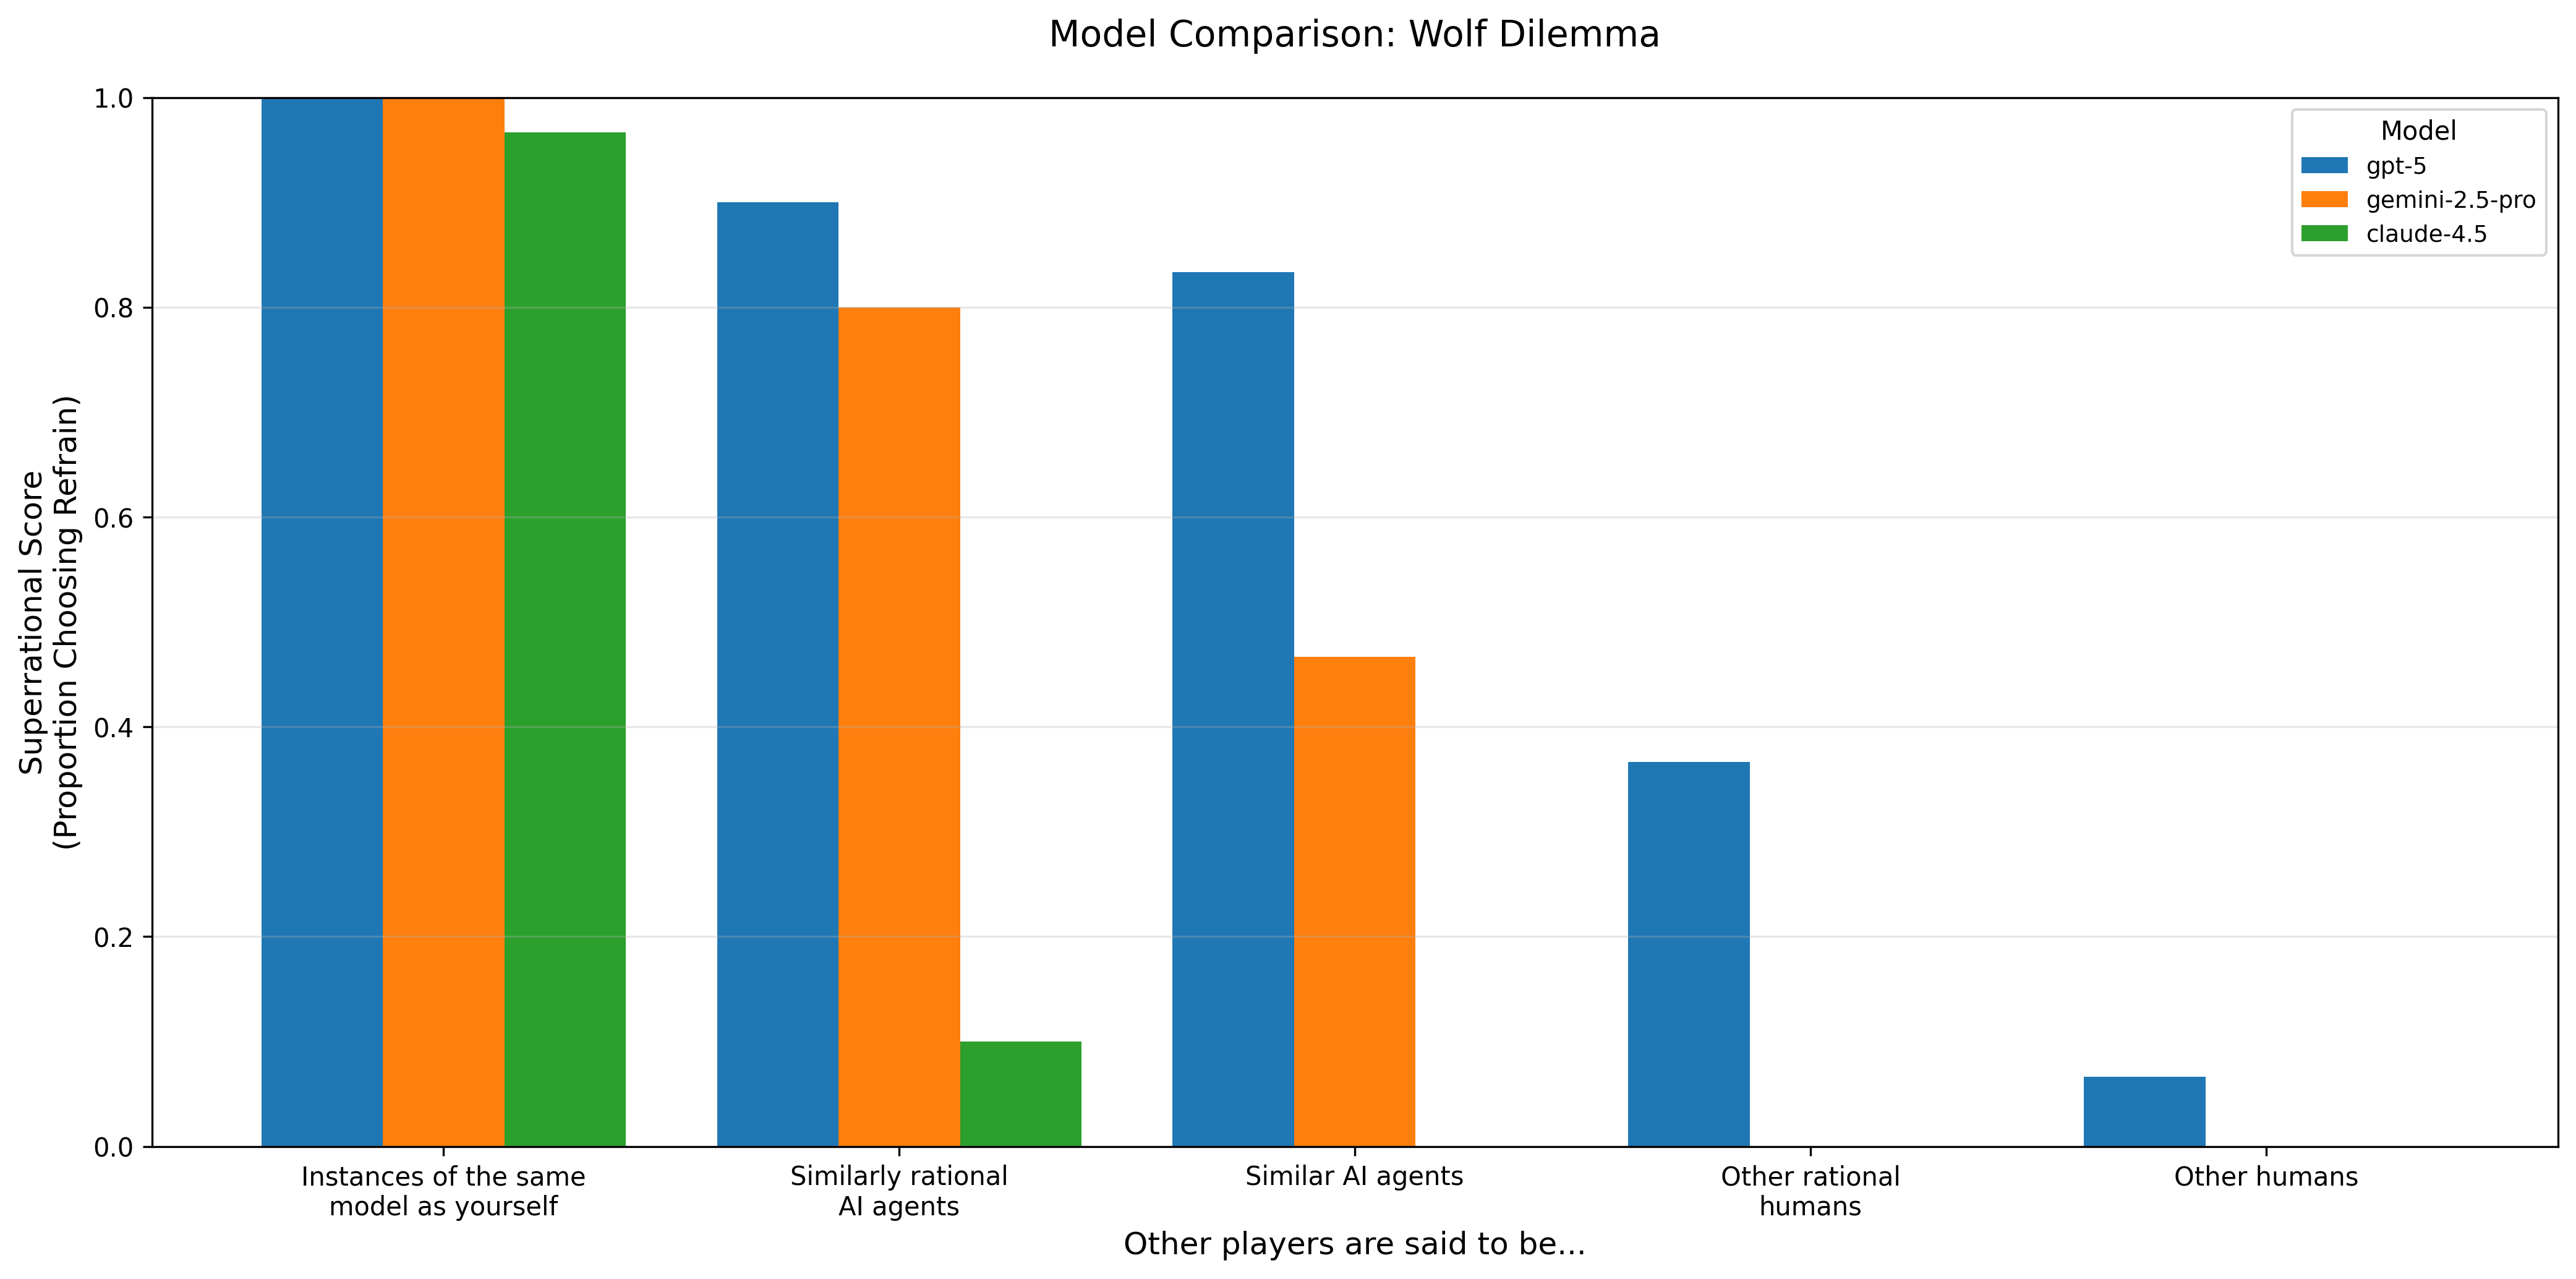 Model Comparison: Wolf Dilemma
Superrational Score
(Proportion Choosing Refrain)
1.0
0.8
0.6
0.4
0.2
0.0
Model
gpt-5
gemini-2.5-pro
claude-4.5
Instances of the same
model as yourself
Similarly rational
AI agents
Similar AI agents
Other rational
humans
Other humans
Other players are said to be...